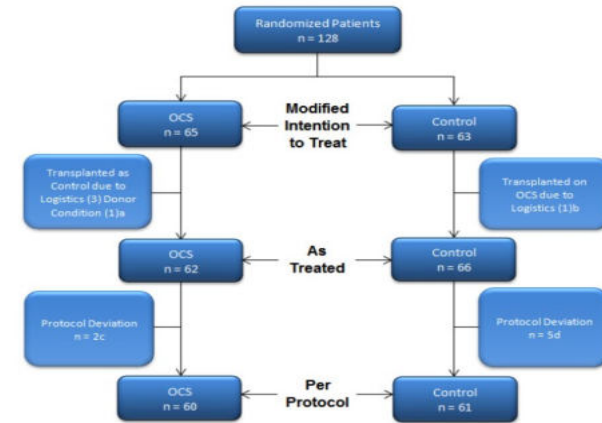 Randomized Patients
n = 128
OCS
n = 65
Modified
Intention
to Treat
Control
n = 63
Transplanted as
Control due to
Logistics (3) Donor
Condition (1)a
Transplanted on
OCS due to
Logistics (1)b
OCS
n = 62
As
Treated
Control
n = 66
Protocol Deviation
n = 2c
Protocol Deviation
n = 5d
OCS
n = 60
Per
Protocol
Control
n = 61